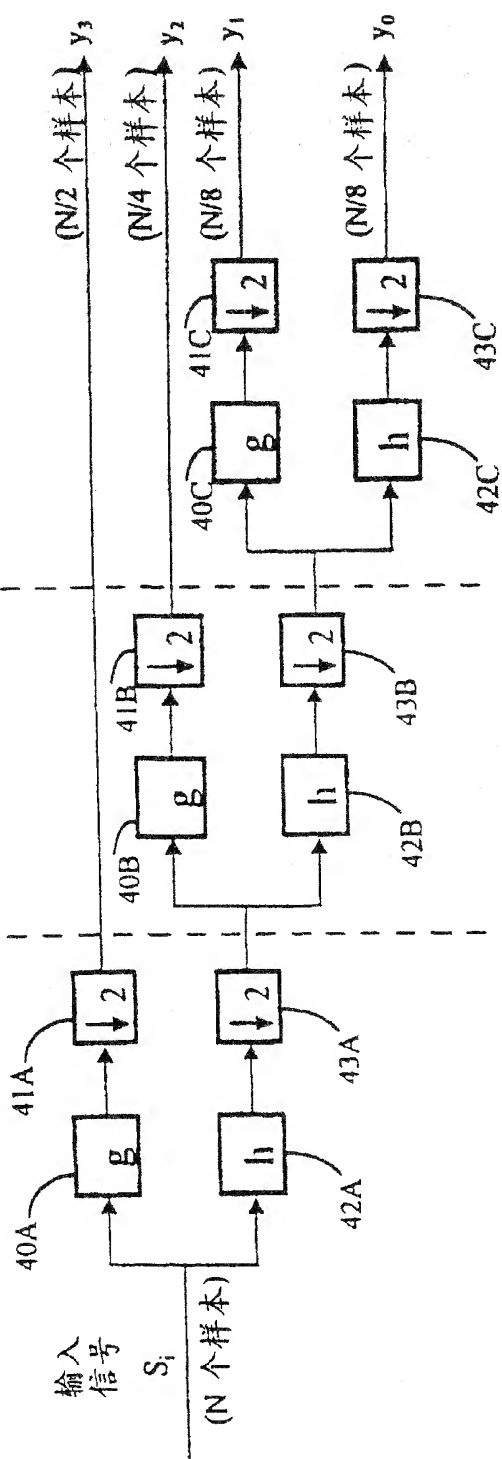 输入
信号
Sᵢ
(N 个样本)
40A
g
41A
↓2
42A
h
43A
↓2
40B
g
41B
↓2
42B
h
43B
↓2
40C
g
41C
↓2
42C
h
43C
↓2
(N/2 个样本) y₃
(N/4 个样本) y₂
(N/8 个样本) y₁
(N/8 个样本) y₀